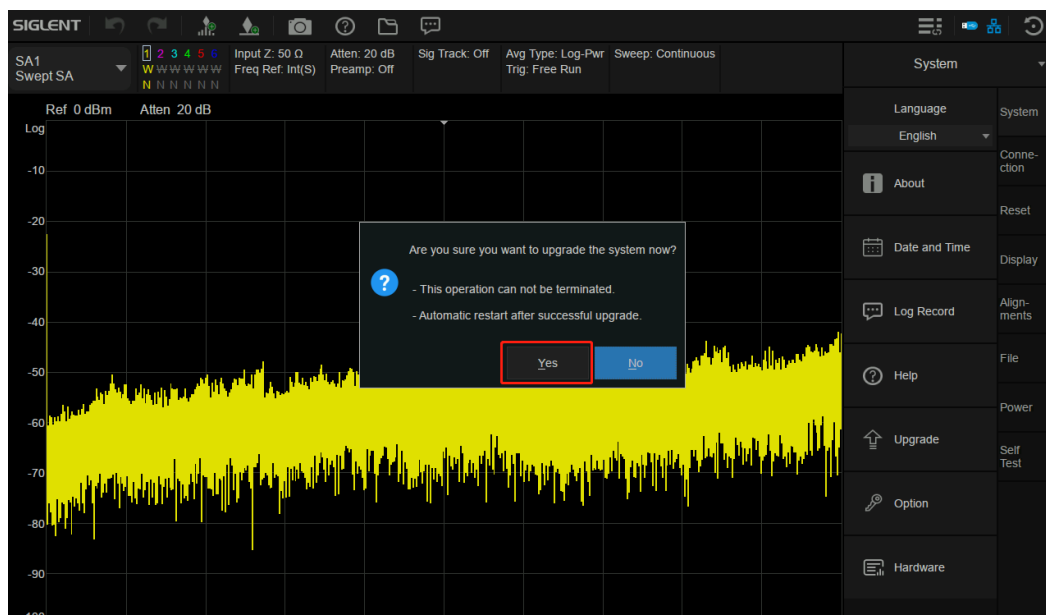 SIGLENT
SA1
Swept SA
1 2 3 4 5 6
W W W W W W
N N N N N N
Input Z: 50 Ω
Freq Ref: Int(S)
Atten: 20 dB
Preamp: Off
Sig Track: Off
Avg Type: Log-Pwr
Trig: Free Run
Sweep: Continuous
Ref 0 dBm
Atten 20 dB
Log
-10
-20
-30
-40
-50
-60
-70
-80
-90
Are you sure you want to upgrade the system now?
- This operation can not be terminated.
- Automatic restart after successful upgrade.
Yes
No
System
Language
English
About
Date and Time
Log Record
Help
Upgrade
Option
Hardware
System
Conne-
ction
Reset
Display
Align-
ments
File
Power
Self
Test